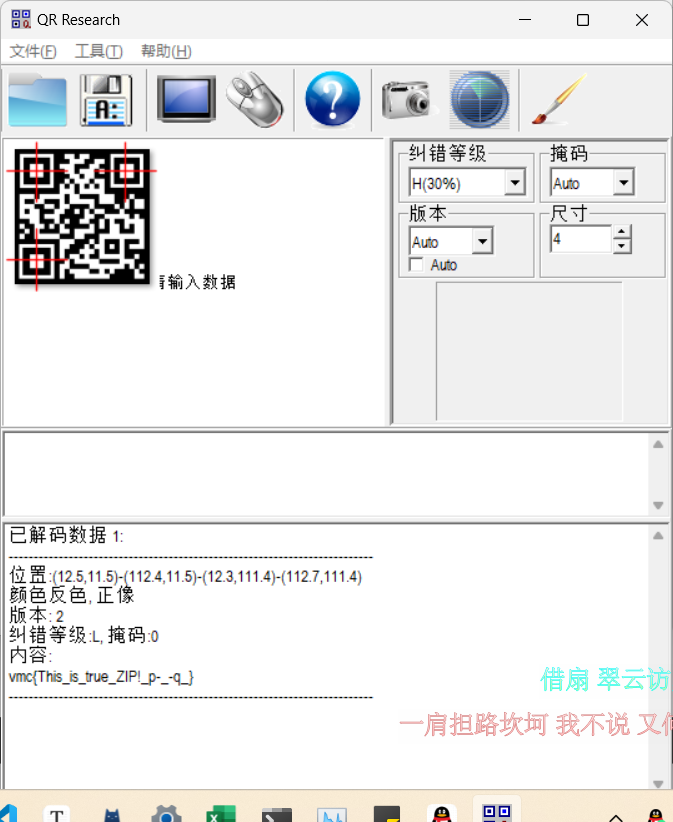 QR Research
文件(F) 工具(T) 帮助(H)
A:
?
纠错等级 掩码
H(30%) Auto
版本 尺寸
Auto 4
Auto
请输入数据
已解码数据 1:
---------------------------------------------------------------------------
位置:(12.5,11.5)-(112.4,11.5)-(12.3,111.4)-(112.7,111.4)
颜色反色, 正像
版本: 2
纠错等级:L, 掩码:0
内容:
vmc{This_is_true_ZIP!_p-_-q_}
---------------------------------------------------------------------------
借扇 翠云访
一肩担路坎坷 我不说 又
T